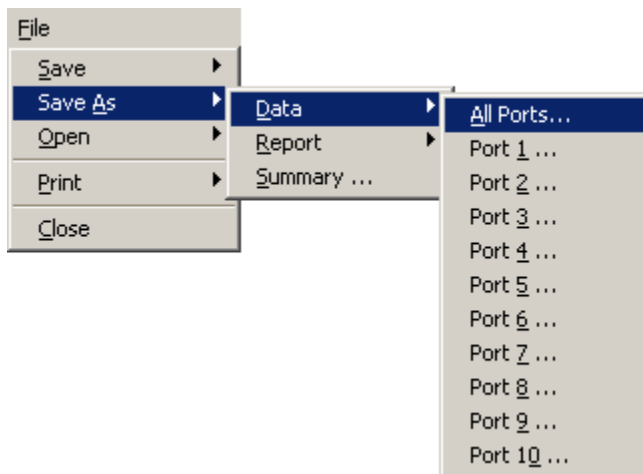 File
Save
Save As
Open
Print
Close
Data
Report
Summary ...
All Ports...
Port 1 ...
Port 2 ...
Port 3 ...
Port 4 ...
Port 5 ...
Port 6 ...
Port 7 ...
Port 8 ...
Port 9 ...
Port 10 ...